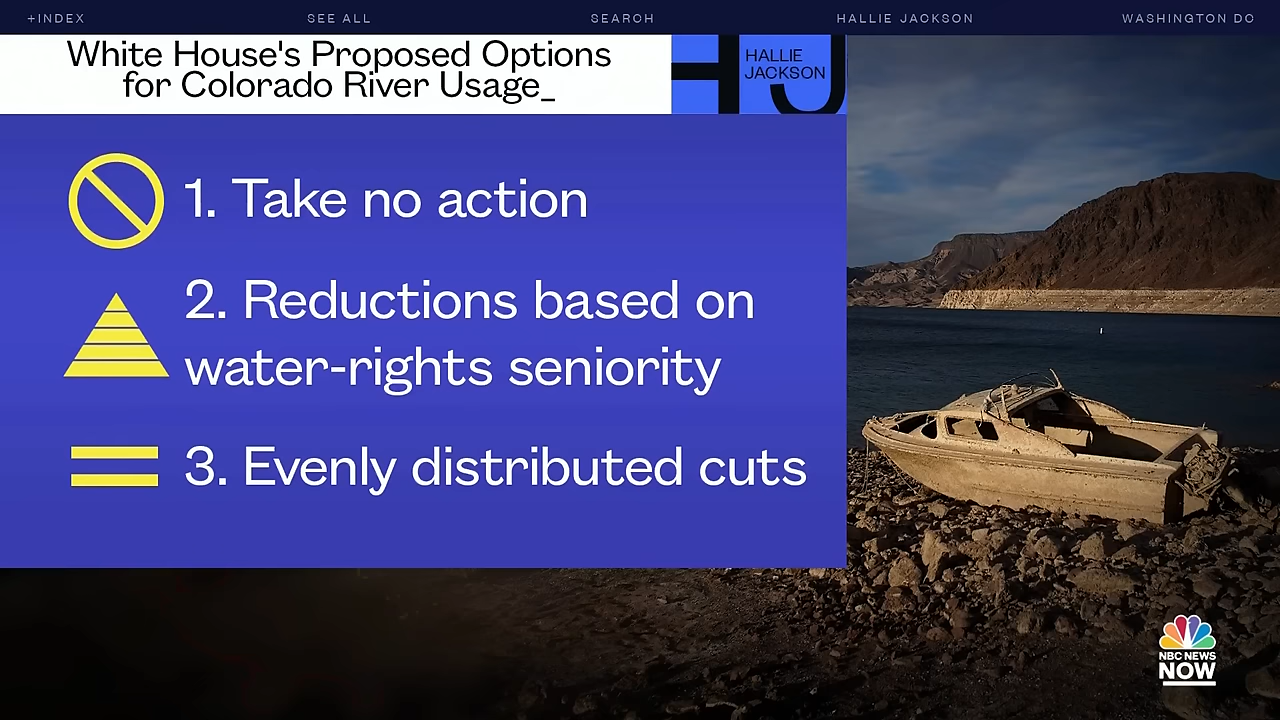 +INDEX
SEE ALL
SEARCH
HALLIE JACKSON
WASHINGTON DC
White House's Proposed Options
for Colorado River Usage_
HJ
HALLIE
JACKSON
1. Take no action
2. Reductions based on
water-rights seniority
3. Evenly distributed cuts
NBC NEWS
NOW